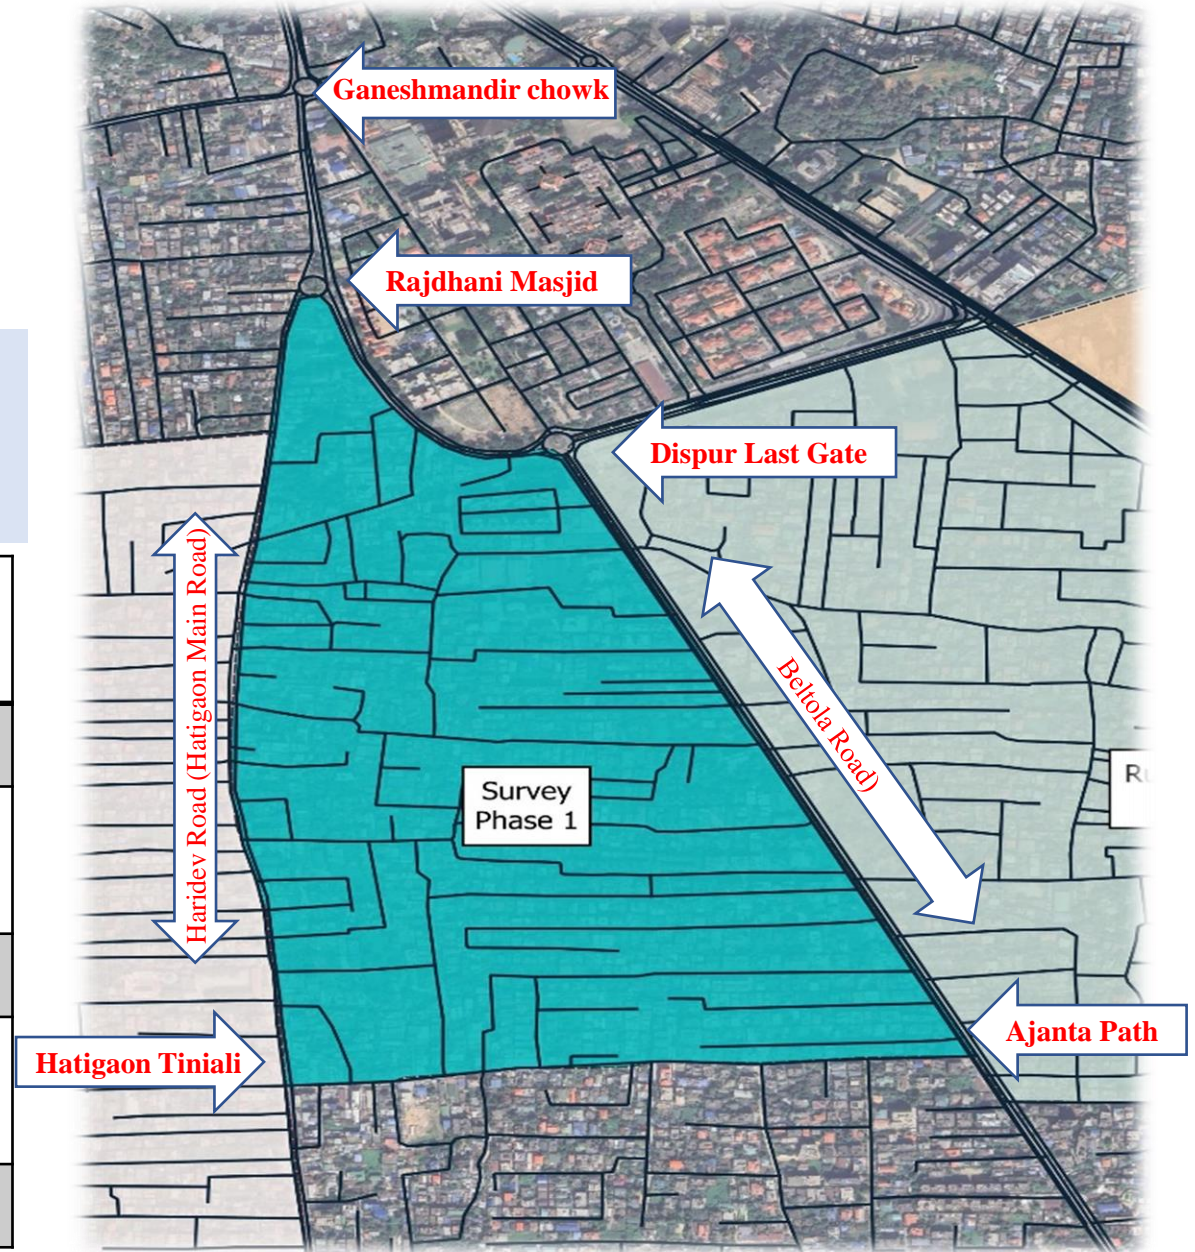 Ganeshmandir chowk
Rajdhani Masjid
Dispur Last Gate
Haridev Road (Hatigaon Main Road)
Beltola Road)
Survey
Phase 1
Ajanta Path
Hatigaon Tiniali